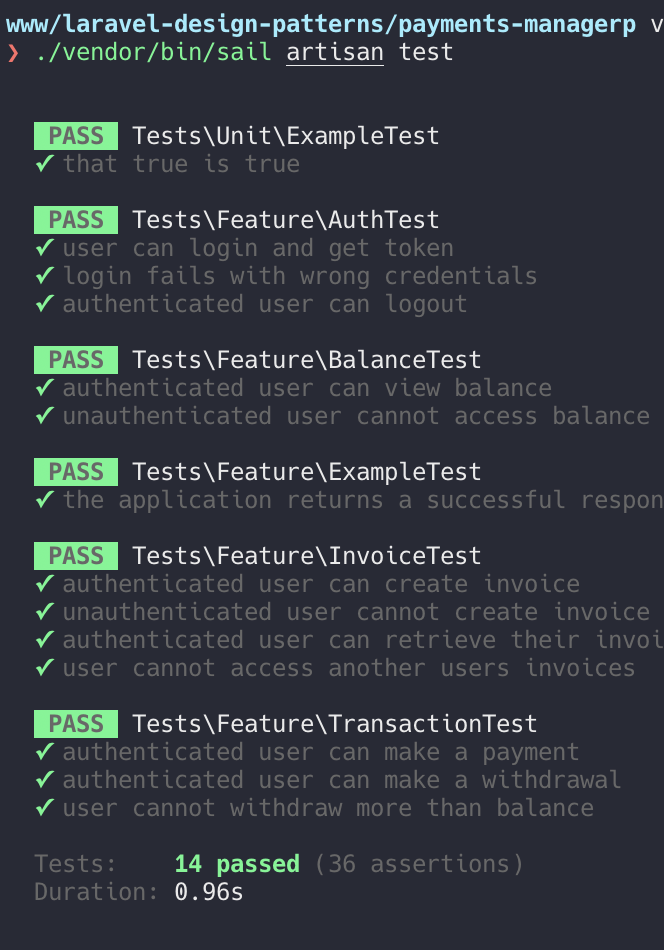 www/laravel-design-patterns/payments-managerp v
❯ ./vendor/bin/sail artisan test
PASS Tests\Unit\ExampleTest
✓ that true is true
PASS Tests\Feature\AuthTest
✓ user can login and get token
✓ login fails with wrong credentials
✓ authenticated user can logout
PASS Tests\Feature\BalanceTest
✓ authenticated user can view balance
✓ unauthenticated user cannot access balance
PASS Tests\Feature\ExampleTest
✓ the application returns a successful respon
PASS Tests\Feature\InvoiceTest
✓ authenticated user can create invoice
✓ unauthenticated user cannot create invoice
✓ authenticated user can retrieve their invoi
✓ user cannot access another users invoices
PASS Tests\Feature\TransactionTest
✓ authenticated user can make a payment
✓ authenticated user can make a withdrawal
✓ user cannot withdraw more than balance
Tests: 14 passed (36 assertions)
Duration: 0.96s